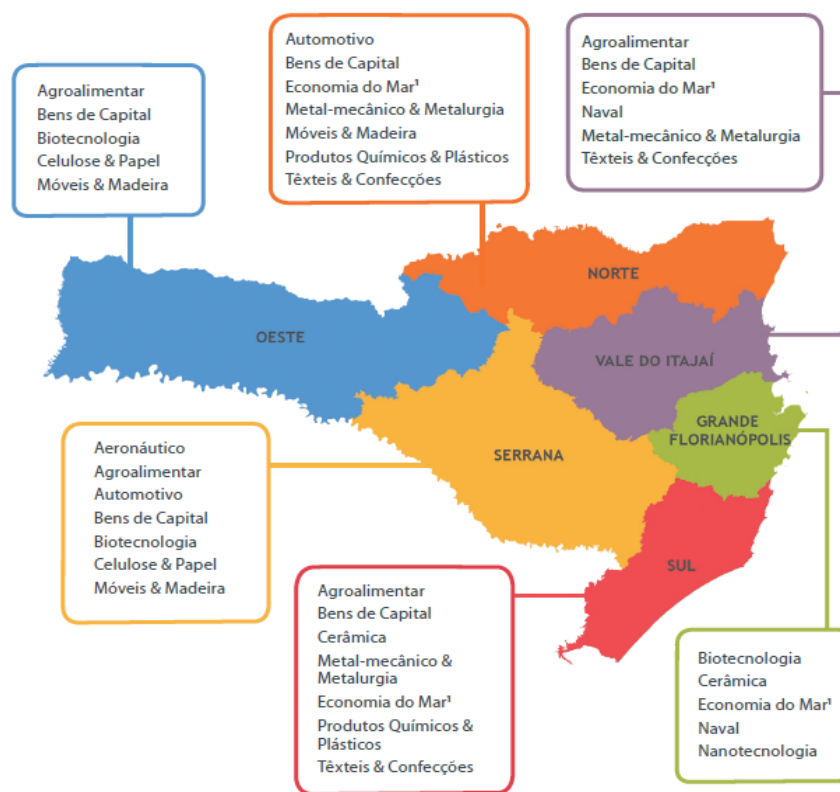 Agroalimentar
Bens de Capital
Biotecnologia
Celulose & Papel
Móveis & Madeira
Automotivo
Bens de Capital
Economia do Mar¹
Metal-mecânico & Metalurgia
Móveis & Madeira
Produtos Químicos & Plásticos
Têxteis & Confecções
Agroalimentar
Bens de Capital
Economia do Mar¹
Naval
Metal-mecânico & Metalurgia
Têxteis & Confecções
NORTE
OESTE
VALE DO ITAJAÍ
GRANDE
FLORIANÓPOLIS
SERRANA
SUL
Aeronáutico
Agroalimentar
Automotivo
Bens de Capital
Biotecnologia
Celulose & Papel
Móveis & Madeira
Agroalimentar
Bens de Capital
Cerâmica
Metal-mecânico &
Metalurgia
Economia do Mar¹
Produtos Químicos &
Plásticos
Têxteis & Confecções
Biotecnologia
Cerâmica
Economia do Mar¹
Naval
Nanotecnologia